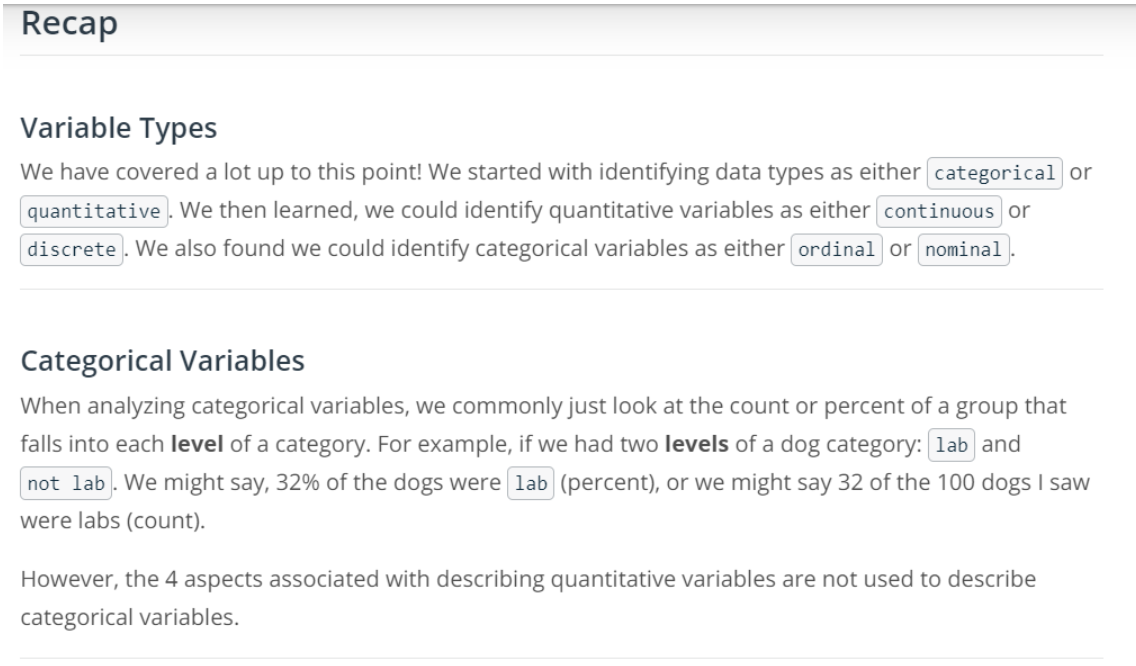 Recap
Variable Types
We have covered a lot up to this point! We started with identifying data types as either categorical or
quantitative. We then learned, we could identify quantitative variables as either continuous or
discrete. We also found we could identify categorical variables as either ordinal or nominal.
Categorical Variables
When analyzing categorical variables, we commonly just look at the count or percent of a group that
falls into each level of a category. For example, if we had two levels of a dog category: lab and
not lab. We might say, 32% of the dogs were lab (percent), or we might say 32 of the 100 dogs I saw
were labs (count).
However, the 4 aspects associated with describing quantitative variables are not used to describe
categorical variables.